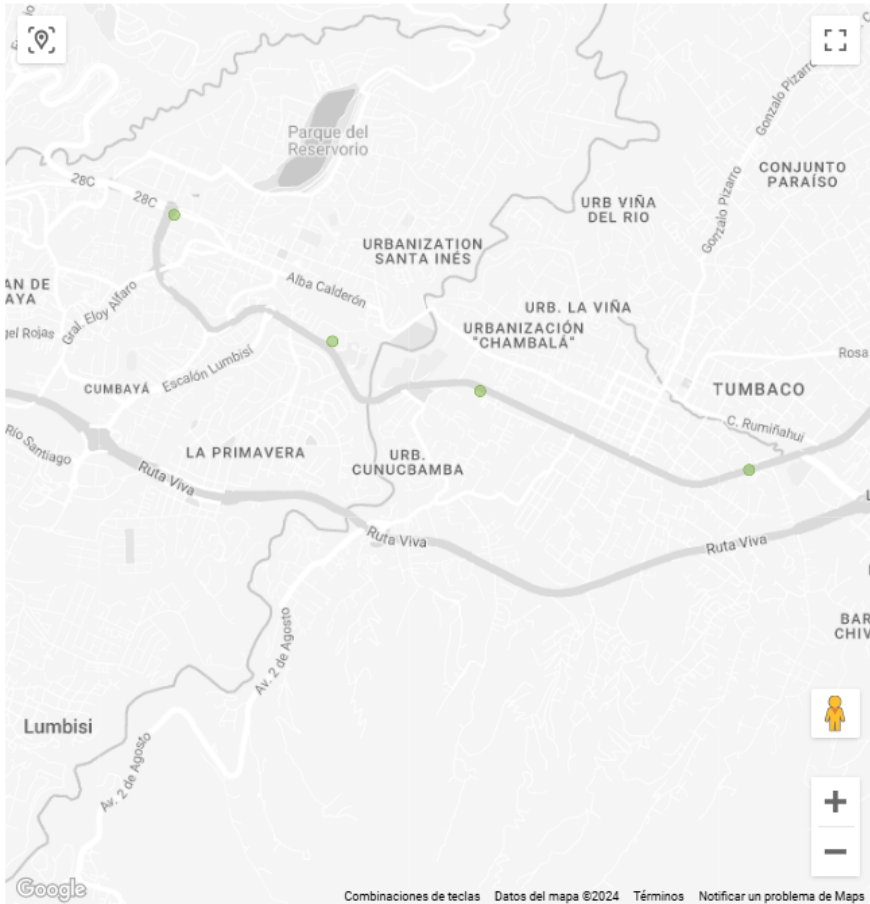 Parque del
Reservorio
28C
28C
CONJUNTO
PARAÍSO
Gonzalo Pizarro
Gonzalo Pizarro
URB VIÑA
DEL RIO
URBANIZATION
SANTA INÉS
AN DE
AYA
Alba Calderón
Gral. Eloy Alfaro
gel Rojas
URB. LA VIÑA
URBANIZACIÓN
"CHAMBALÁ"
Escalón Lumbisí
Rosa
CUMBAYÁ
TUMBACO
C. Rumiñahui
Río Santiago
LA PRIMAVERA
URB.
CUNUCBAMBA
Ruta Viva
Ruta Viva
Ruta Viva
BAR
CHIV
Av. 2 de Agosto
Lumbisi
Av. 2 de Agosto
Google
Combinaciones de teclas Datos del mapa ©2024 Términos Notificar un problema de Maps